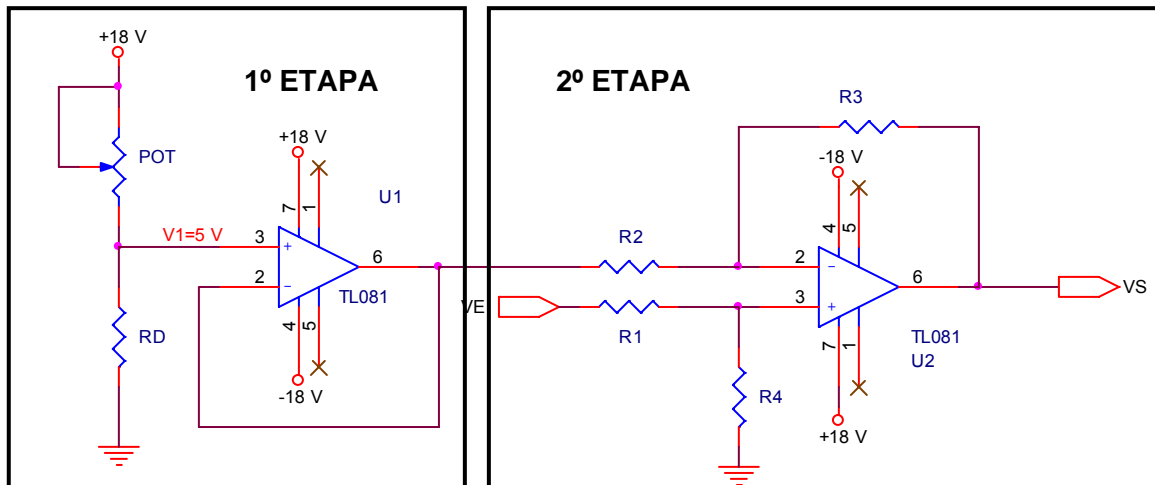 1º ETAPA
+18 V
POT
V1=5 V
RD
+18 V
7
1
U1
3
+
2
-
6
TL081
4
5
-18 V
2º ETAPA
R3
-18 V
4
5
R2
2
-
VE
R1
3
+
6
VS
TL081
U2
7
1
R4
+18 V